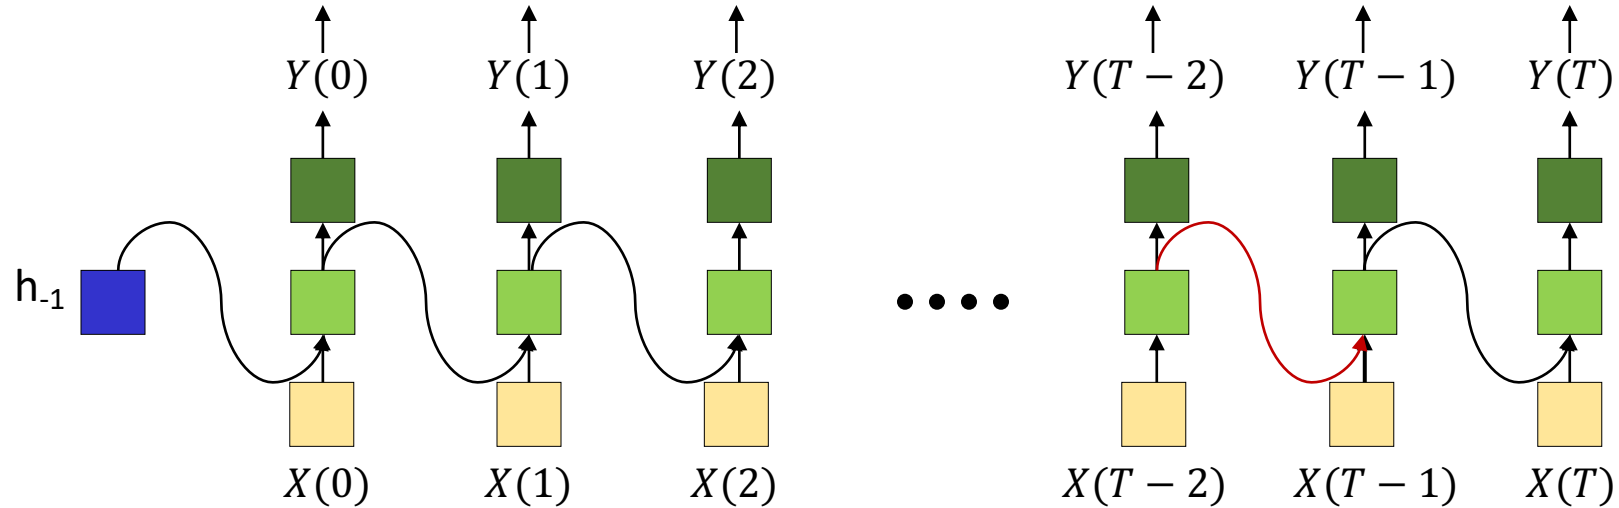 Y(0) Y(1) Y(2) Y(T − 2) Y(T − 1) Y(T)
h-1
X(0) X(1) X(2) X(T − 2) X(T − 1) X(T)